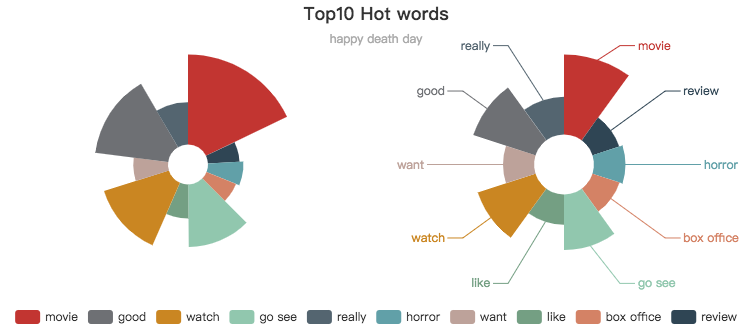 Top10 Hot words
happy death day
really
movie
good
review
want
horror
watch
box office
like
go see
movie good watch go see really horror want like box office review